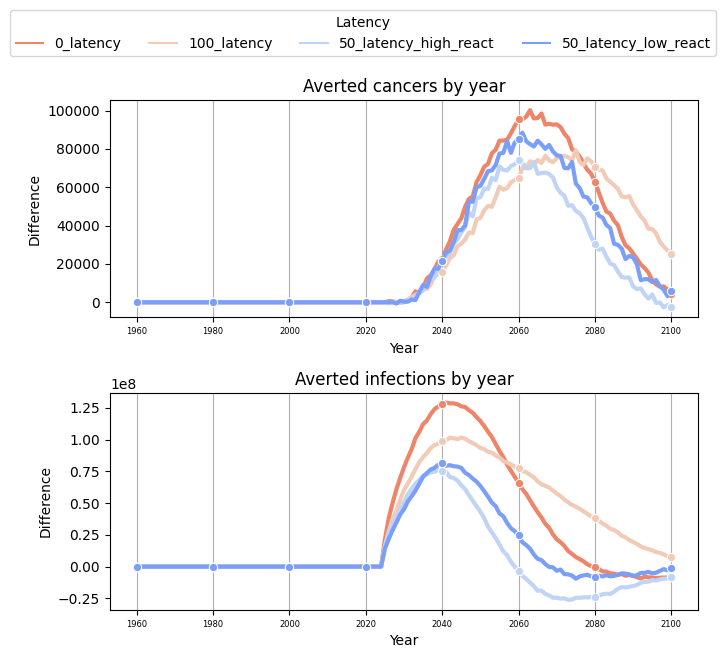 Latency
0_latency 100_latency 50_latency_high_react 50_latency_low_react
Averted cancers by year
100000
80000
60000
40000
20000
0
Difference
1960 1980 2000 2020 2040 2060 2080 2100
Year
Averted infections by year
1e8
1.25
1.00
0.75
0.50
0.25
0.00
−0.25
Difference
1960 1980 2000 2020 2040 2060 2080 2100
Year